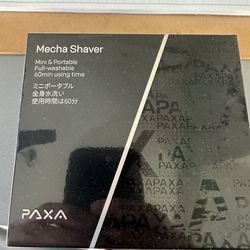 Mecha Shaver
Mini & Portable
Full-washable
60min using time
ミニポータブル
全身水洗い
使用時間は60分
PAXA